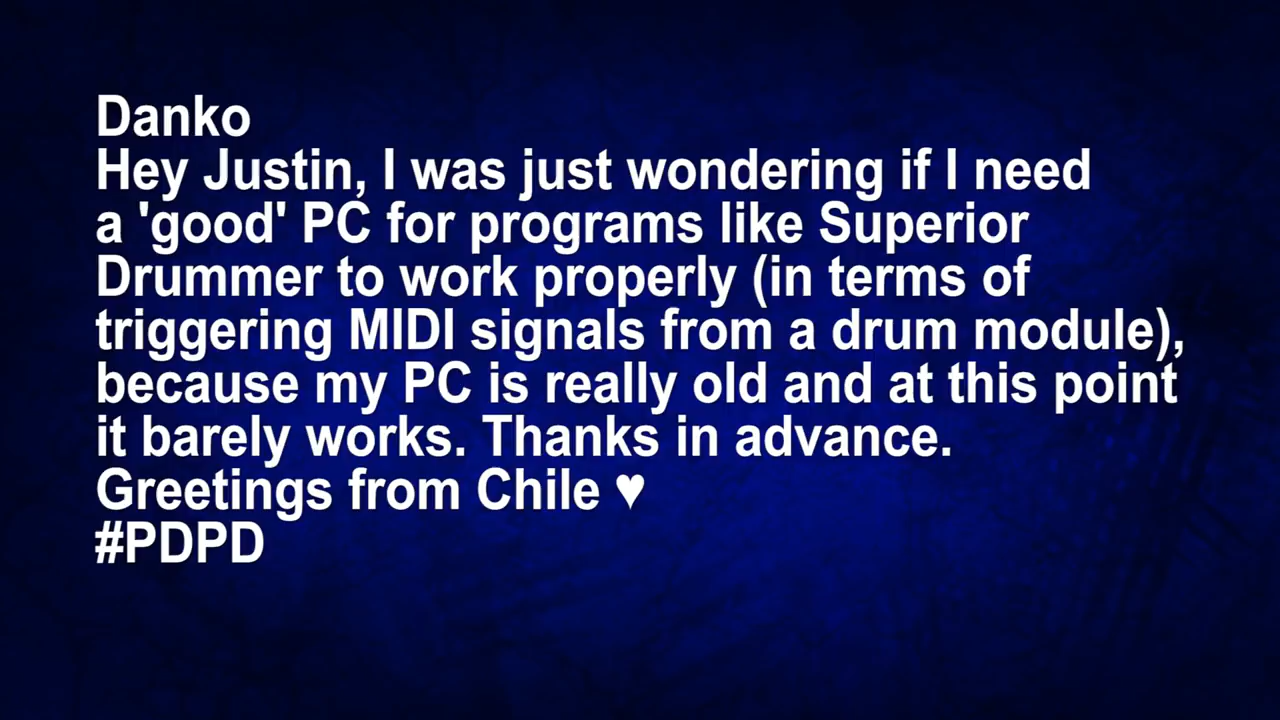 Danko
Hey Justin, I was just wondering if I need
a 'good' PC for programs like Superior
Drummer to work properly (in terms of
triggering MIDI signals from a drum module),
because my PC is really old and at this point
it barely works. Thanks in advance.
Greetings from Chile ♥
#PDPD